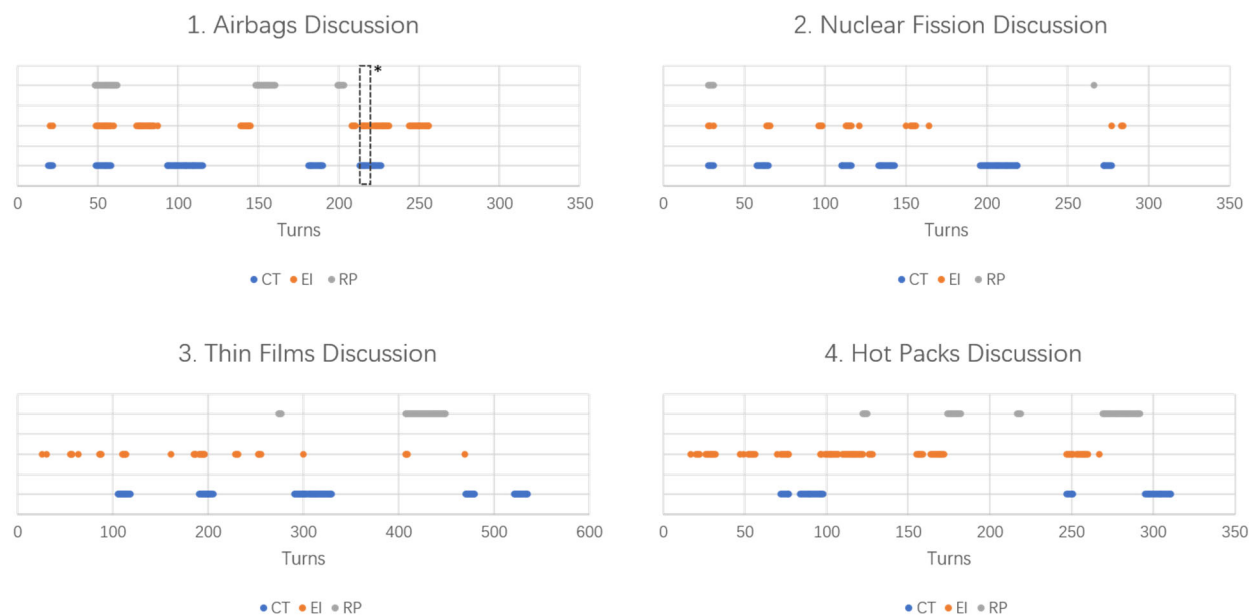 1. Airbags Discussion
*
0 50 100 150 200 250 300 350
Turns
CT EI RP
2. Nuclear Fission Discussion
0 50 100 150 200 250 300 350
Turns
CT EI RP
3. Thin Films Discussion
0 100 200 300 400 500 600
Turns
CT EI RP
4. Hot Packs Discussion
0 50 100 150 200 250 300 350
Turns
CT EI RP